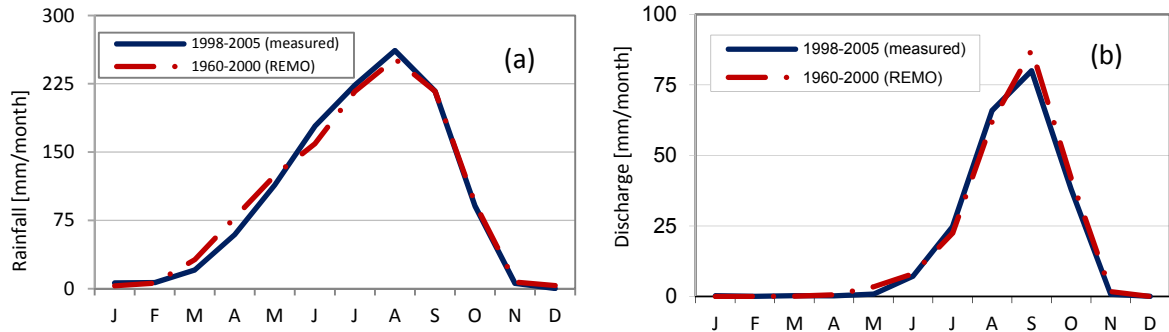 300
225
150
75
0
Rainfall [mm/month]
1998-2005 (measured)
1960-2000 (REMO)
(a)
J F M A M J J A S O N D
100
75
50
25
0
Discharge [mm/month]
1998-2005 (measured)
1960-2000 (REMO)
(b)
J F M A M J J A S O N D